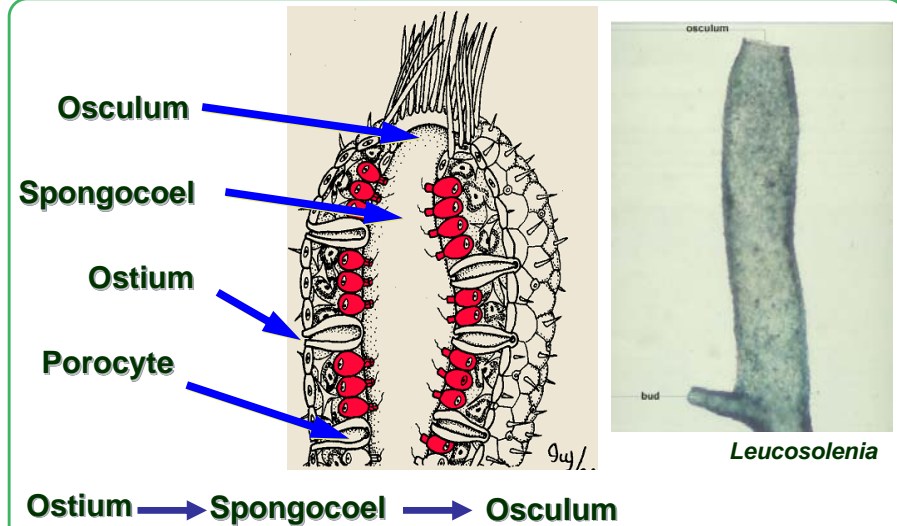 osculum
Osculum
Spongocoel
Ostium
Porocyte
bud
Leucosolenia
Ostium → Spongocoel → Osculum